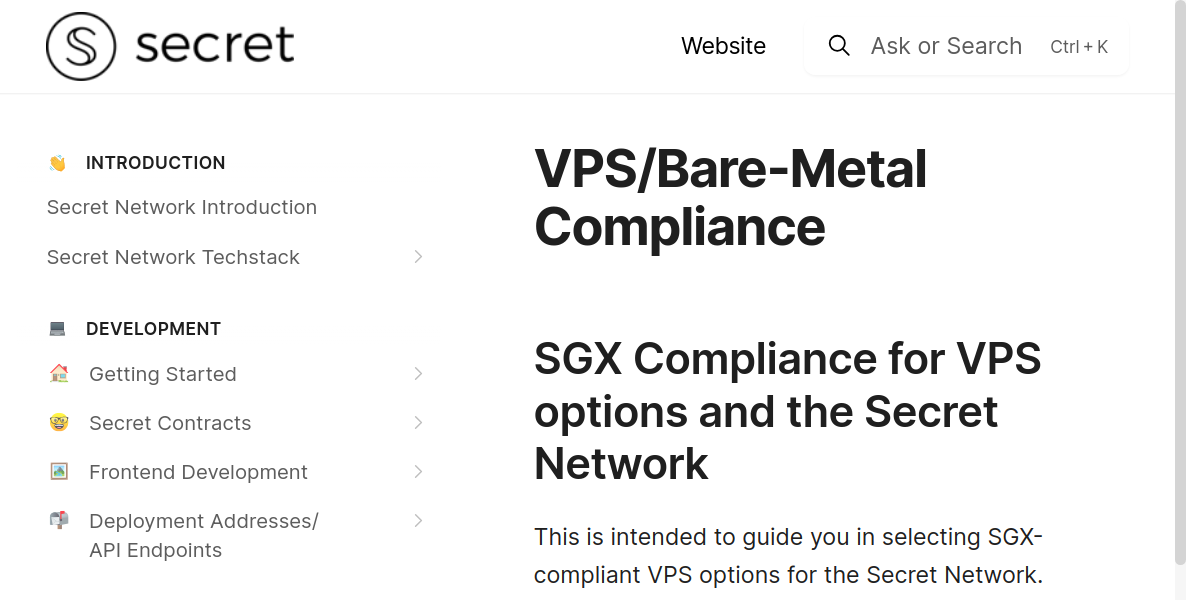 secret
Website
Ask or Search
Ctrl + K
INTRODUCTION
Secret Network Introduction
Secret Network Techstack
DEVELOPMENT
Getting Started
Secret Contracts
Frontend Development
Deployment Addresses/
API Endpoints
VPS/Bare-Metal
Compliance
SGX Compliance for VPS
options and the Secret
Network
This is intended to guide you in selecting SGX-
compliant VPS options for the Secret Network.